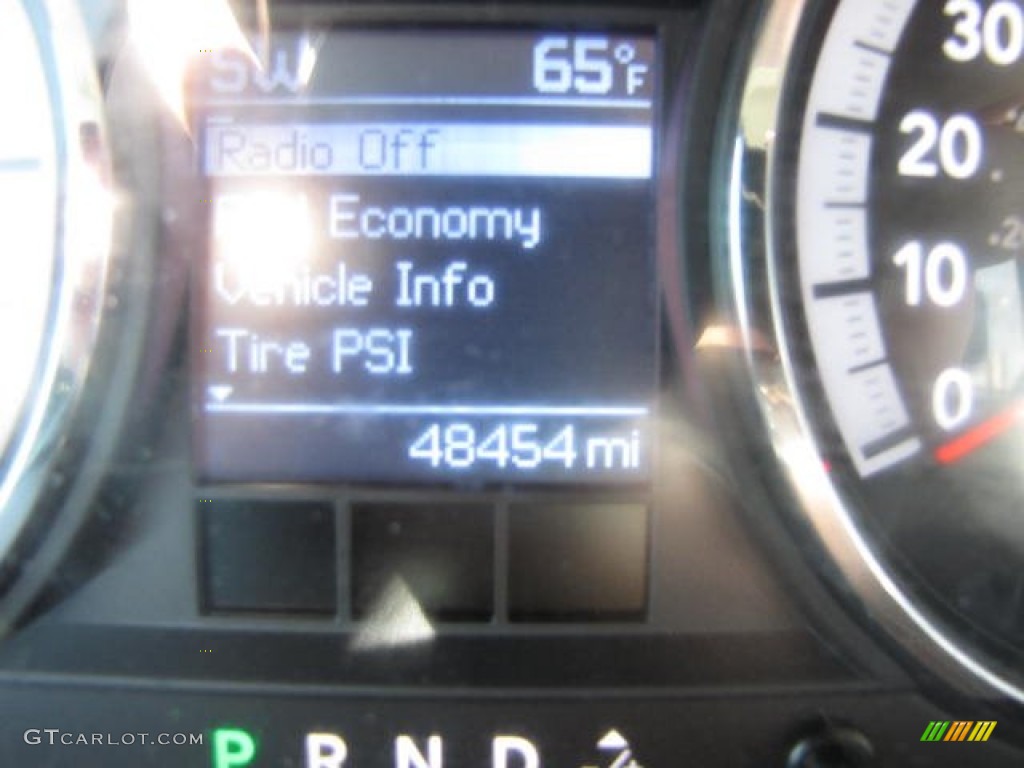 SW 65°F
Radio Off
Economy
Vehicle Info
Tire PSI
48454 mi
30
20
10
0
GTCARLOT.COM
P R N D